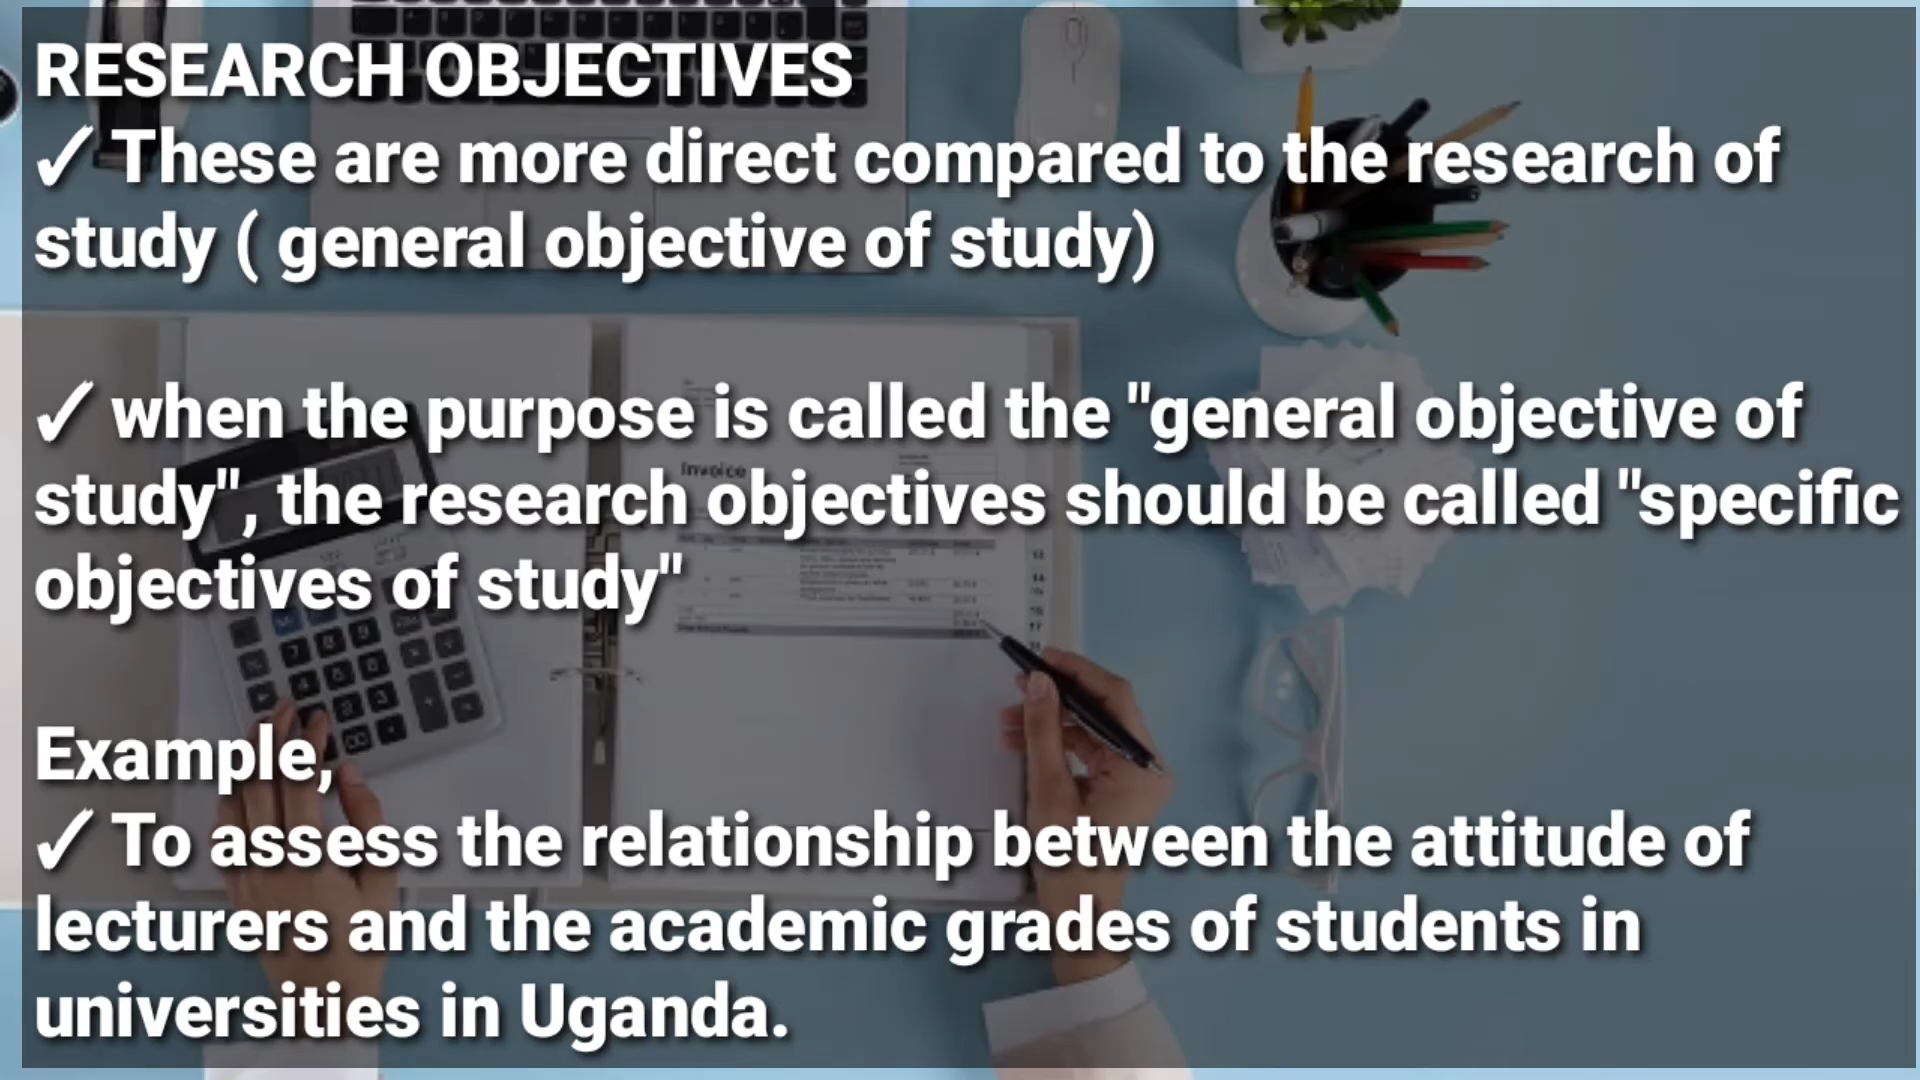 RESEARCH OBJECTIVES
✓ These are more direct compared to the research of
study ( general objective of study)
✓ when the purpose is called the "general objective of
study", the research objectives should be called "specific
objectives of study"
Invoice
Example,
✓ To assess the relationship between the attitude of
lecturers and the academic grades of students in
universities in Uganda.